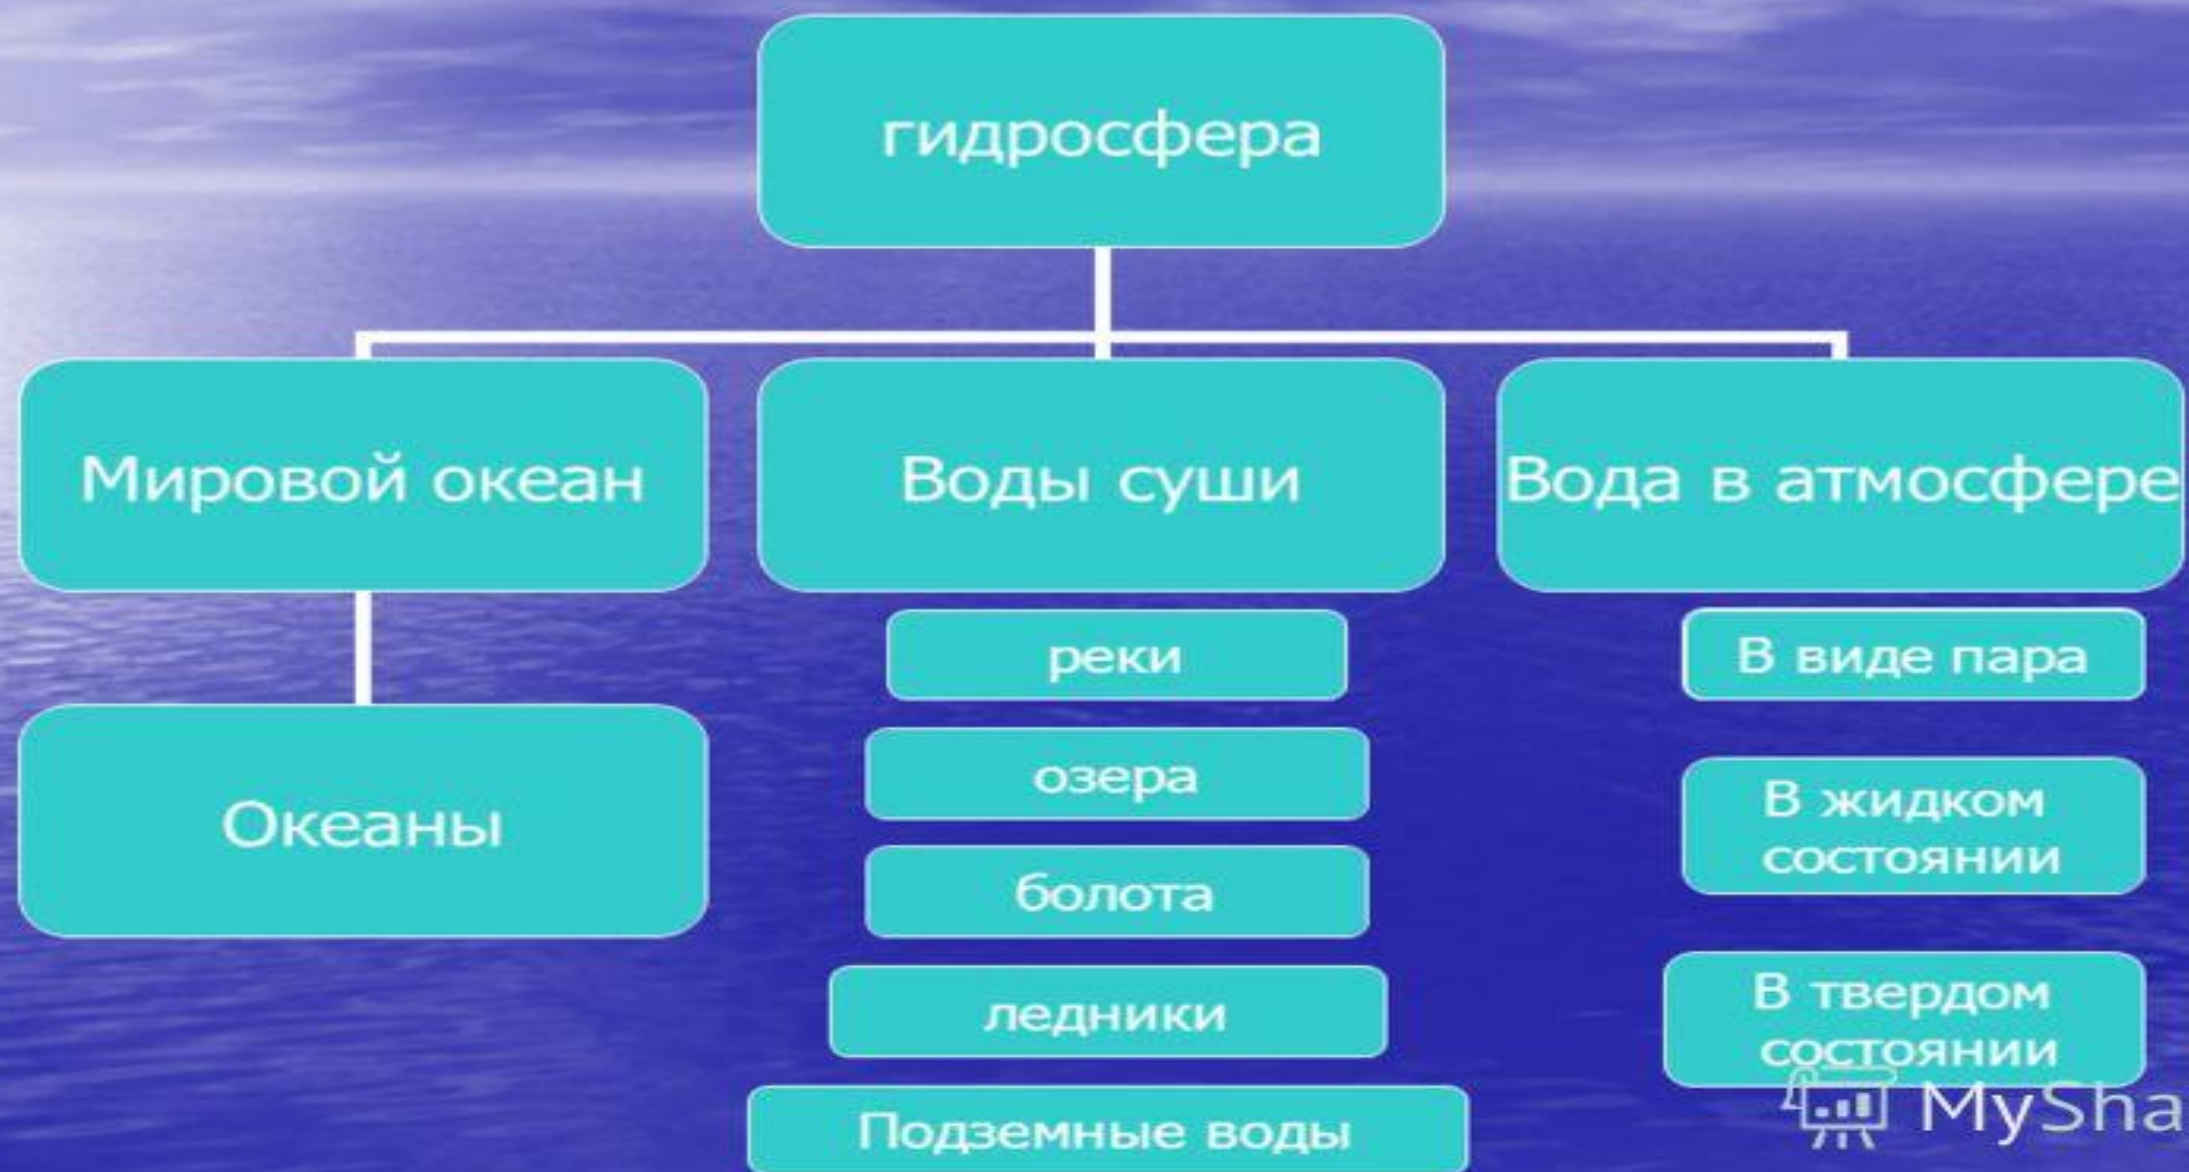 гидросфера
Мировой океан
Воды суши
Вода в атмосфере
Океаны
реки
озера
болота
ледники
Подземные воды
В виде пара
В жидком
состоянии
В твердом
состоянии
MySha